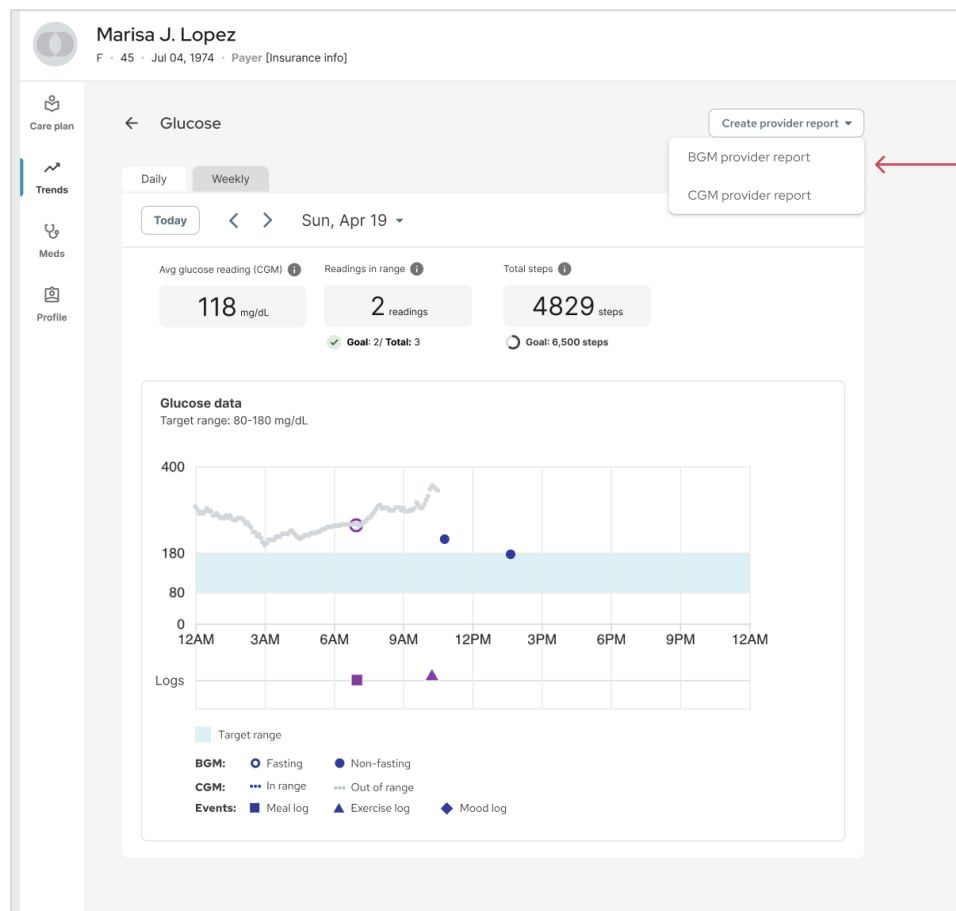 Marisa J. Lopez
F · 45 · Jul 04, 1974 · Payer [Insurance info]
Care plan
Trends
Meds
Profile
Glucose
Create provider report
BGM provider report
CGM provider report
Daily
Weekly
Today
Sun, Apr 19
Avg glucose reading (CGM)
118 mg/dL
Readings in range
2 readings
Goal: 2/ Total: 3
Total steps
4829 steps
Goal: 6,500 steps
Glucose data
Target range: 80-180 mg/dL
400
180
80
0
12AM 3AM 6AM 9AM 12PM 3PM 6PM 9PM 12AM
Logs
Target range
BGM: Fasting Non-fasting
CGM: In range Out of range
Events: Meal log Exercise log Mood log